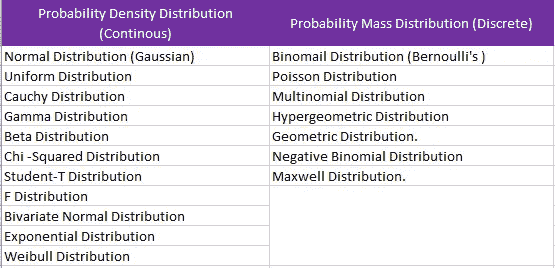 Probability Density Distribution
(Continous)
Probability Mass Distribution (Discrete)
Normal Distribution (Gaussian)
Binomail Distribution (Bernoulli's )
Uniform Distribution
Poisson Distribution
Cauchy Distribution
Multinomial Distribution
Gamma Distribution
Hypergeometric Distribution
Beta Distribution
Geometric Distribution.
Chi -Squared Distribution
Negative Binomial Distribution
Student-T Distribution
Maxwell Distribution.
F Distribution
Bivariate Normal Distribution
Exponential Distribution
Weibull Distribution